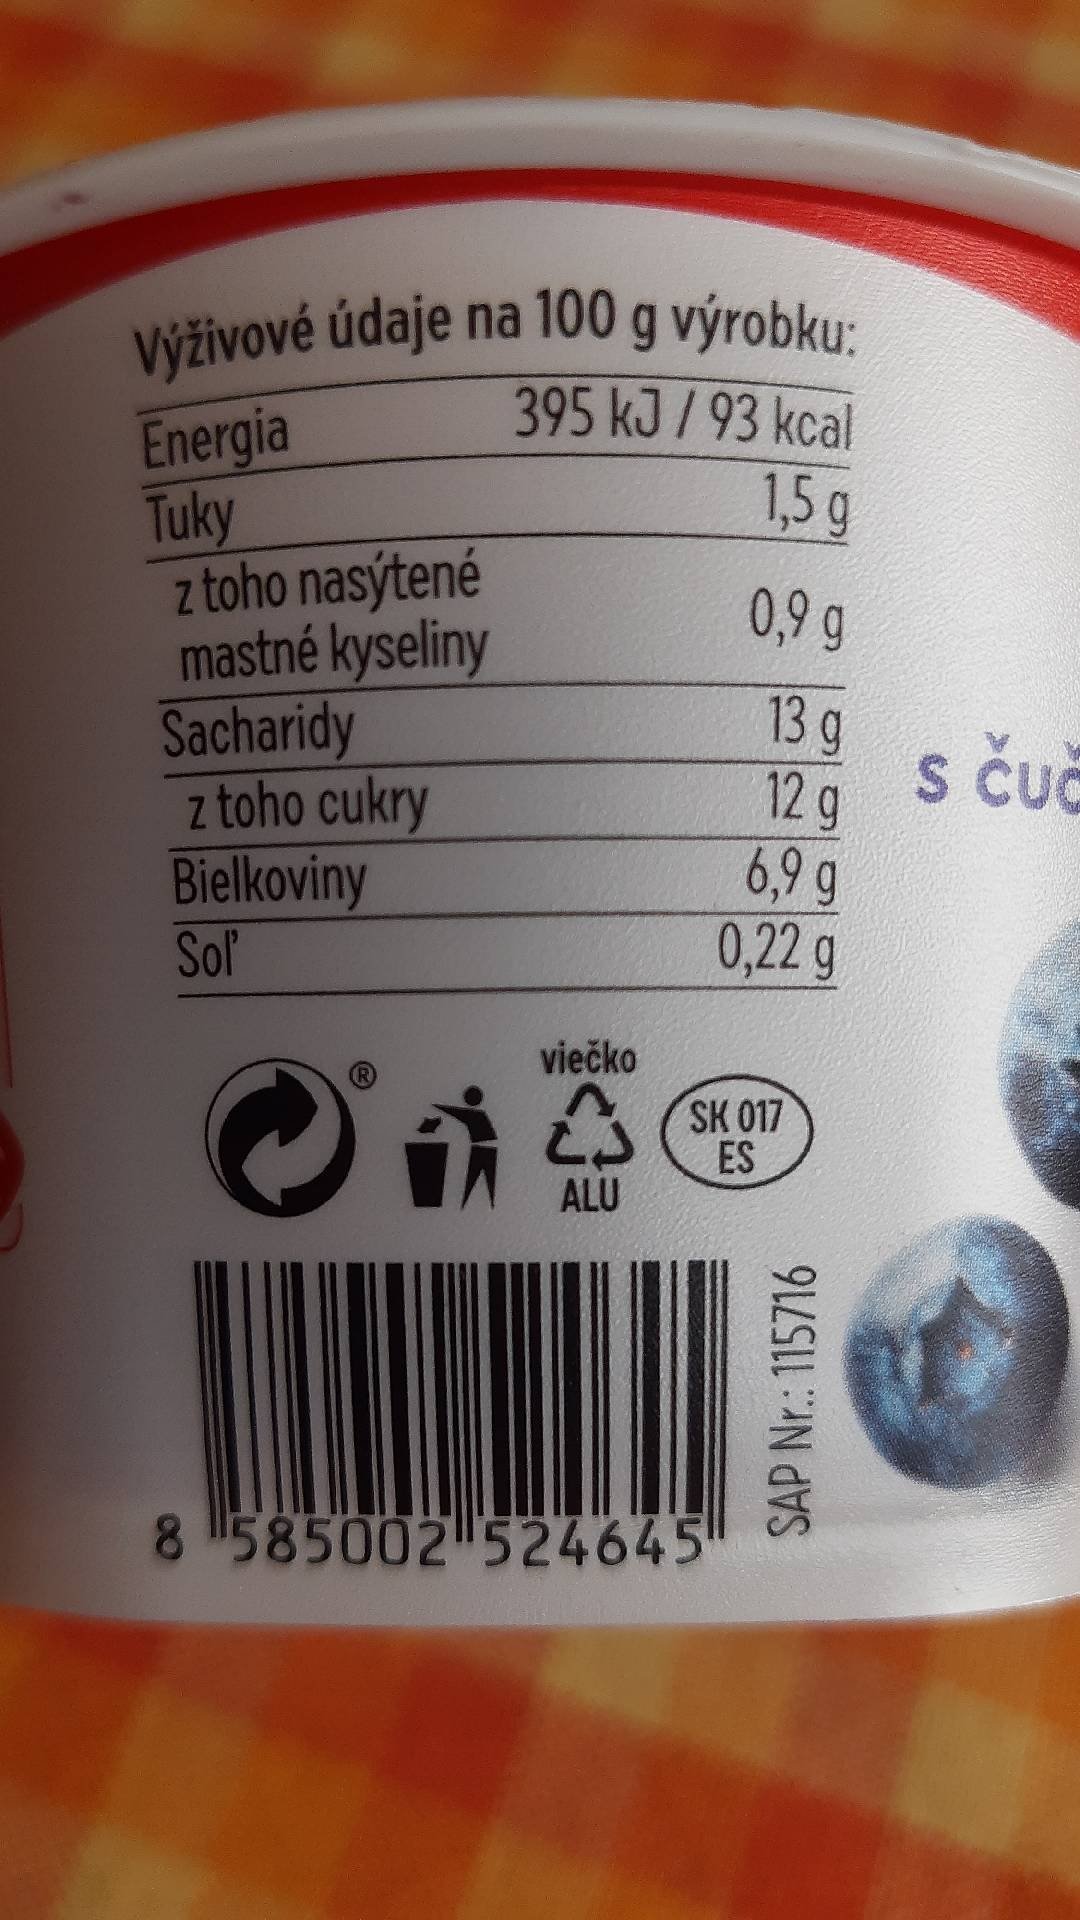 Výživové údaje na 100 g výrobku:
Energia 395 kJ / 93 kcal
Tuky 1,5 g
z toho nasýtené
mastné kyseliny 0,9 g
Sacharidy 13 g
z toho cukry 12 g
Bielkoviny 6,9 g
Soľ 0,22 g
s
®
viečko
ALU
SK 017
ES
SAP Nr.: 115716
8 585002 524645